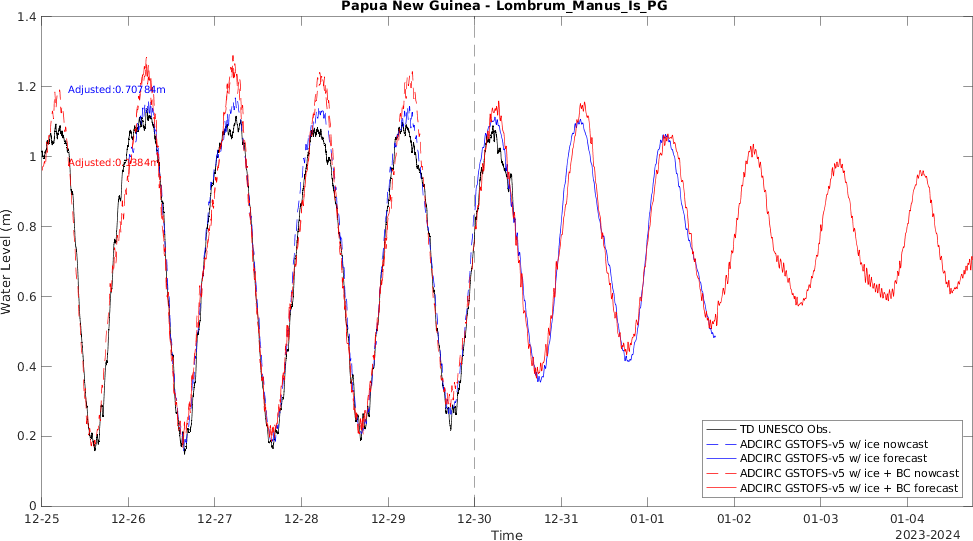 Papua New Guinea - Lombrum_Manus_Is_PG
1.4
1.2
1
0.8
0.6
0.4
0.2
0
Water Level (m)
Adjusted:0.70784m
TD UNESCO Obs.
ADCIRC GSTOFS-v5 w/ ice nowcast
ADCIRC GSTOFS-v5 w/ ice forecast
ADCIRC GSTOFS-v5 w/ ice + BC nowcast
ADCIRC GSTOFS-v5 w/ ice + BC forecast
12-25 12-26 12-27 12-28 12-29 12-30 12-31 01-01 01-02 01-03 01-04
Time
2023-2024